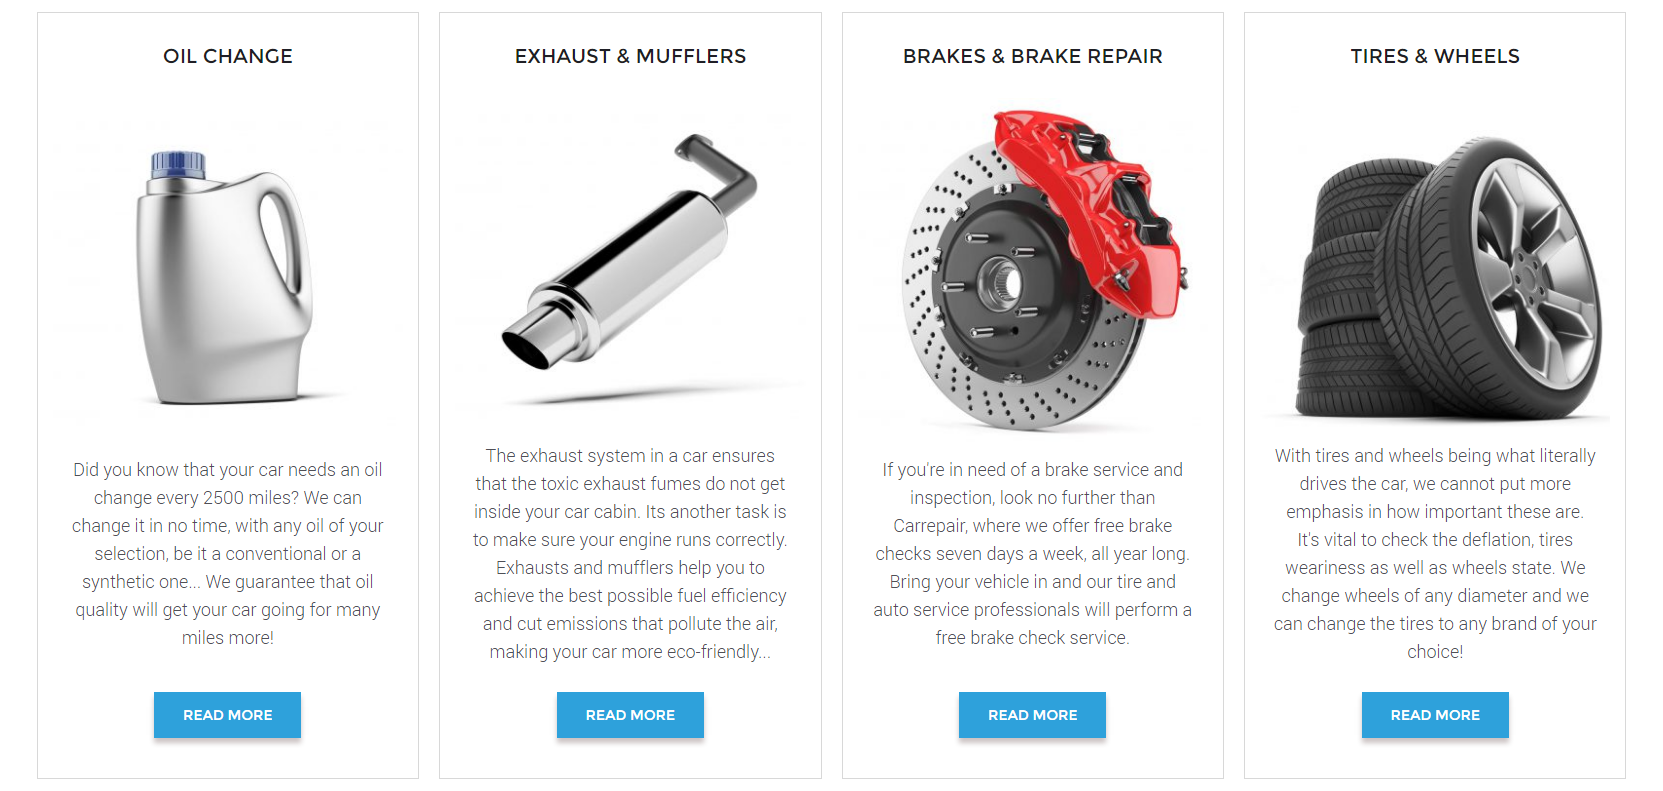 OIL CHANGE
Did you know that your car needs an oil
change every 2500 miles? We can
change it in no time, with any oil of your
selection, be it a conventional or a
synthetic one... We guarantee that oil
quality will get your car going for many
miles more!
READ MORE
EXHAUST & MUFFLERS
The exhaust system in a car ensures
that the toxic exhaust fumes do not get
inside your car cabin. Its another task is
to make sure your engine runs correctly.
Exhausts and mufflers help you to
achieve the best possible fuel efficiency
and cut emissions that pollute the air,
making your car more eco-friendly...
READ MORE
BRAKES & BRAKE REPAIR
If you're in need of a brake service and
inspection, look no further than
Carrepair, where we offer free brake
checks seven days a week, all year long.
Bring your vehicle in and our tire and
auto service professionals will perform a
free brake check service.
READ MORE
TIRES & WHEELS
With tires and wheels being what literally
drives the car, we cannot put more
emphasis in how important these are.
It's vital to check the deflation, tires
weariness as well as wheels state. We
change wheels of any diameter and we
can change the tires to any brand of your
choice!
READ MORE